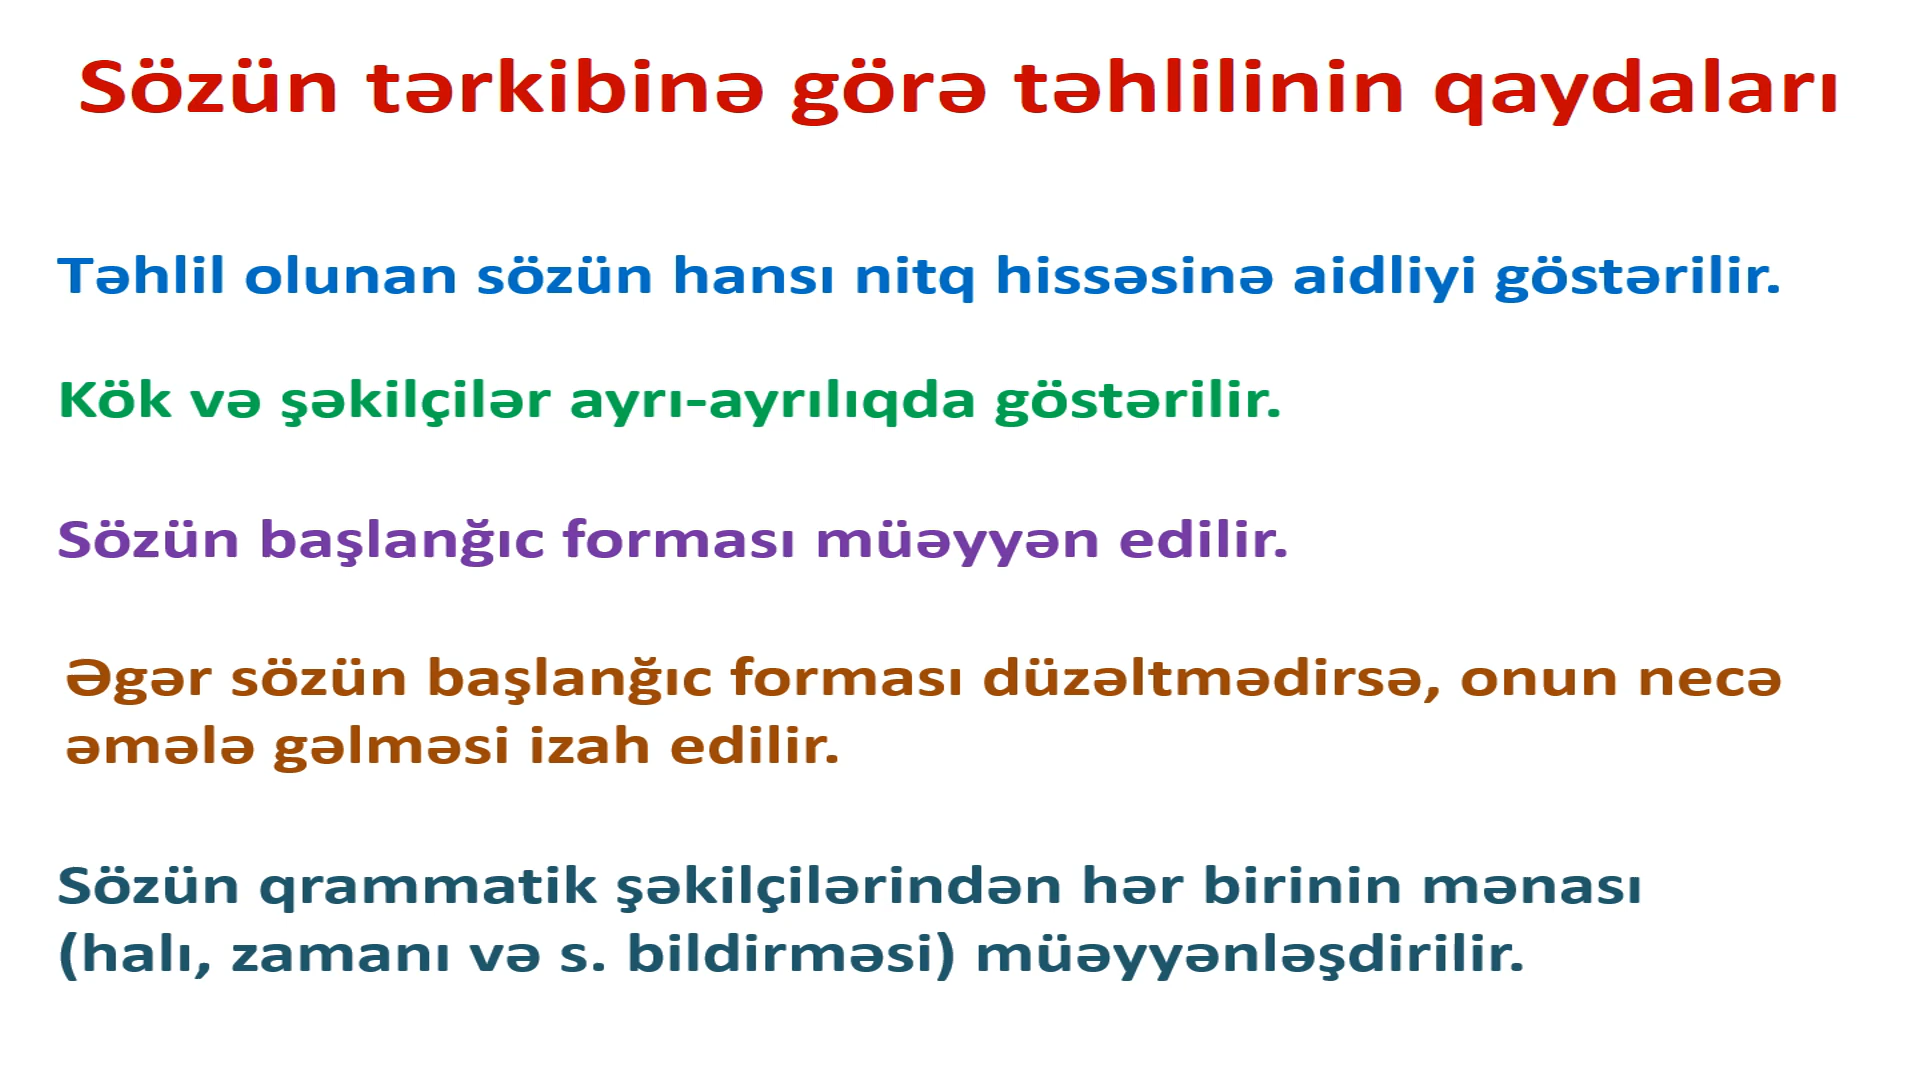 Sözün tərkibinə görə təhlilinin qaydaları
Təhlil olunan sözün hansı nitq hissəsinə aidliyi göstərilir.
Kök və şəkilçilər ayrı-ayrılıqda göstərilir.
Sözün başlanğıc forması müəyyən edilir.
Əgər sözün başlanğıc forması düzəltmədirsə, onun necə
əmələ gəlməsi izah edilir.
Sözün qrammatik şəkilçilərindən hər birinin mənası
(halı, zamanı və s. bildirməsi) müəyyənləşdirilir.